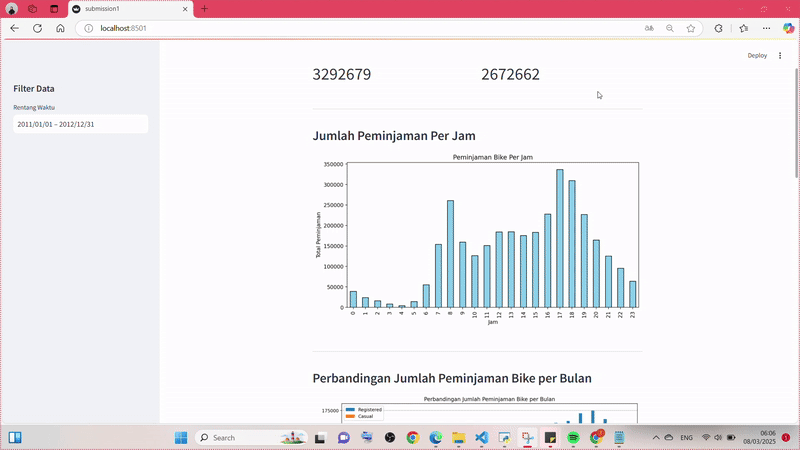 submission1
localhost:8501
Deploy
Filter Data
Rentang Waktu
2011/01/01 – 2012/12/31
3292679
2672662
Jumlah Peminjaman Per Jam
Peminjaman Bike Per Jam
Total Peminjaman
350000
300000
250000
200000
150000
100000
50000
0
0 1 2 3 4 5 6 7 8 9 10 11 12 13 14 15 16 17 18 19 20 21 22 23
Jam
Perbandingan Jumlah Peminjaman Bike per Bulan
Perbandingan Jumlah Peminjaman Bike per Bulan
175000
Registered
Casual
Search
ENG
06:06
08/03/2025